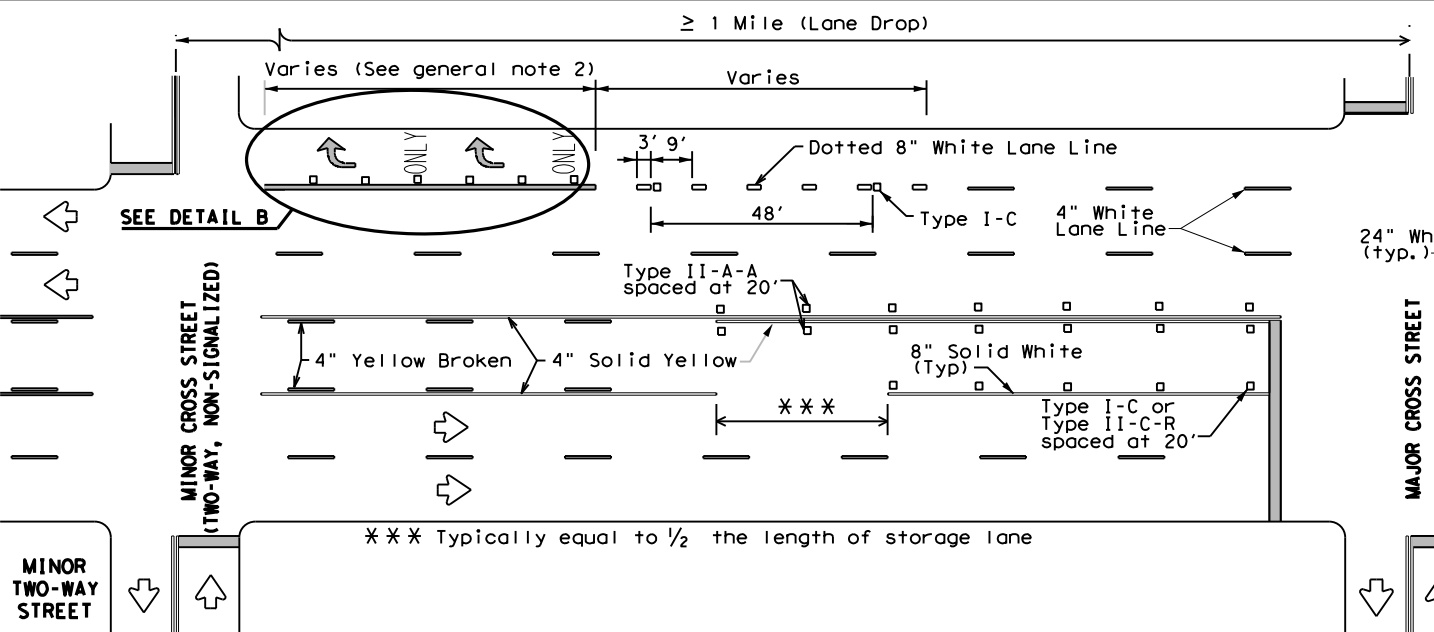 ≥ 1 Mile (Lane Drop)
Varies (See general note 2)
Varies
ONLY
ONLY
3' 9'
Dotted 8" White Lane Line
SEE DETAIL B
48'
Type I-C
4" White
Lane Line
24" Wh
(typ.)
Type II-A-A
spaced at 20'
4" Yellow Broken
4" Solid Yellow
8" Solid White
(Typ)
***
Type I-C or
Type II-C-R
spaced at 20'
MINOR CROSS STREET
(TWO-WAY, NON-SIGNALIZED)
MAJOR CROSS STREET
*** Typically equal to ½ the length of storage lane
MINOR
TWO-WAY
STREET